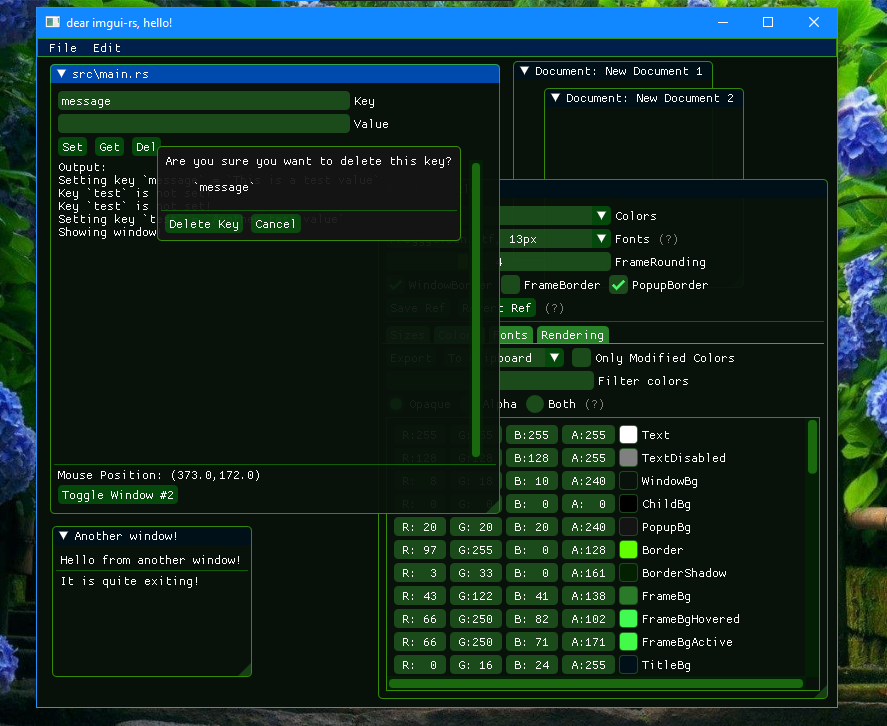 dear imgui-rs, hello!
File Edit
src\main.rs
message Key
Value
Set Get Del
Output:
Setting key `message` = `This is a test value`
Key `test` is not set!
Key `test` is not set!
Setting key `t value`
Showing window
Are you sure you want to delete this key?
`message`
Delete Key Cancel
Mouse Position: (373.0,172.0)
Toggle Window #2
Another window!
Hello from another window!
It is quite exiting!
Document: New Document 1
Document: New Document 2
Colors
13px Fonts (?)
FrameRounding
WindowBorder FrameBorder PopupBorder
Save Ref Revert Ref (?)
Sizes Colors Fonts Rendering
Export To Clipboard Only Modified Colors
Filter colors
Opaque Alpha Both (?)
R:255 B:255 A:255 Text
R:128 B:128 A:255 TextDisabled
R: 8 G: 18 B: 10 A:240 WindowBg
R: 0 G: 0 B: 0 A: 0 ChildBg
R: 20 G: 20 B: 20 A:240 PopupBg
R: 97 G:255 B: 0 A:128 Border
R: 3 G: 33 B: 0 A:161 BorderShadow
R: 43 G:122 B: 41 A:138 FrameBg
R: 66 G:250 B: 82 A:102 FrameBgHovered
R: 66 G:250 B: 71 A:171 FrameBgActive
R: 0 G: 16 B: 24 A:255 TitleBg